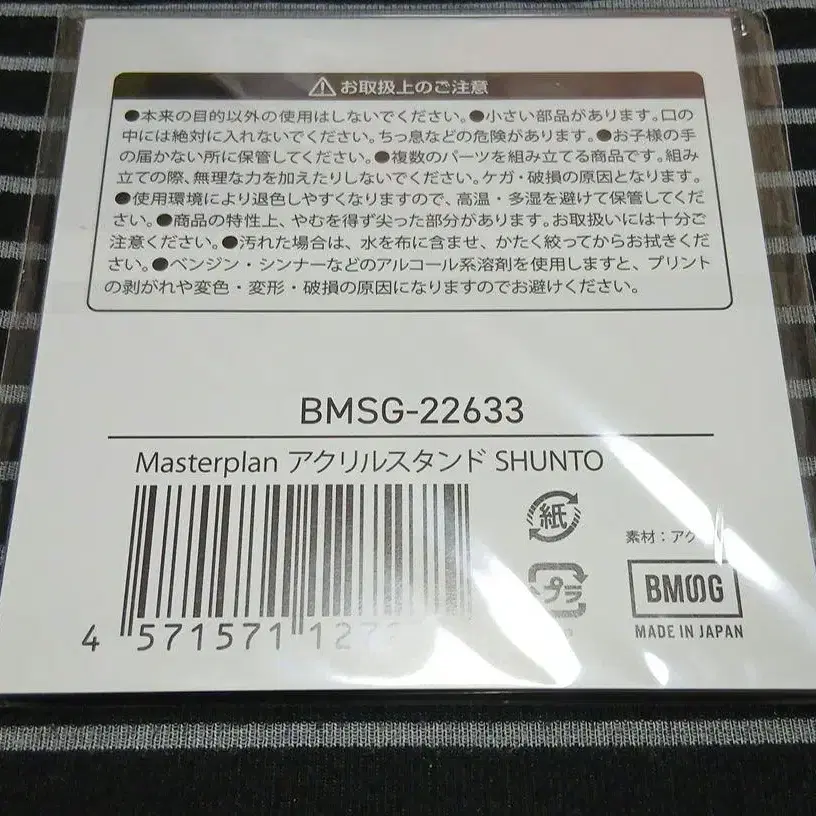 お取扱上のご注意
●本来の目的以外の使用はしないでください。●小さい部品があります。口の
中には絶対に入れないでください。ちっ息などの危険があります。●お子様の手
の届かない所に保管してください。●複数のパーツを組み立てる商品です。組み
立ての際、無理な力を加えたりしないでください。ケガ・破損の原因となります。
●使用環境により退色しやすくなりますので、高温・多湿を避けて保管してくだ
さい。●商品の特性上、やむを得ず尖った部分があります。お取扱いには十分ご
注意ください。●汚れた場合は、水を布に含ませ、かたく絞ってからお拭きくだ
さい。●ベンジン・シンナーなどのアルコール系溶剤を使用しますと、プリント
の剥がれや変色・変形・破損の原因になりますのでお避けください。
BMSG-22633
Masterplan アクリルスタンド SHUNTO
紙
素材：アク
プラ
BMSG
MADE IN JAPAN
4 571571 127